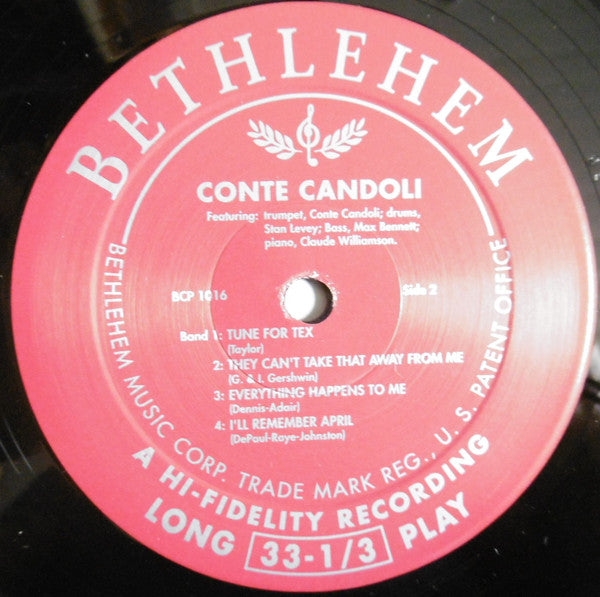 BETHLEHEM
CONTE CANDOLI
Featuring: trumpet, Conte Candoli; drums,
Stan Levey; Bass, Max Bennett;
piano, Claude Williamson.
BCP 1016
Side 2
Band 1: TUNE FOR TEX
(Taylor)
2: THEY CAN'T TAKE THAT AWAY FROM ME
(G. & I. Gershwin)
3: EVERYTHING HAPPENS TO ME
(Dennis-Adair)
4: I'LL REMEMBER APRIL
(DePaul-Raye-Johnston)
BETHLEHEM MUSIC CORP. TRADE MARK REG., U. S. PATENT OFFICE
A HI-FIDELITY RECORDING
LONG 33-1/3 PLAY